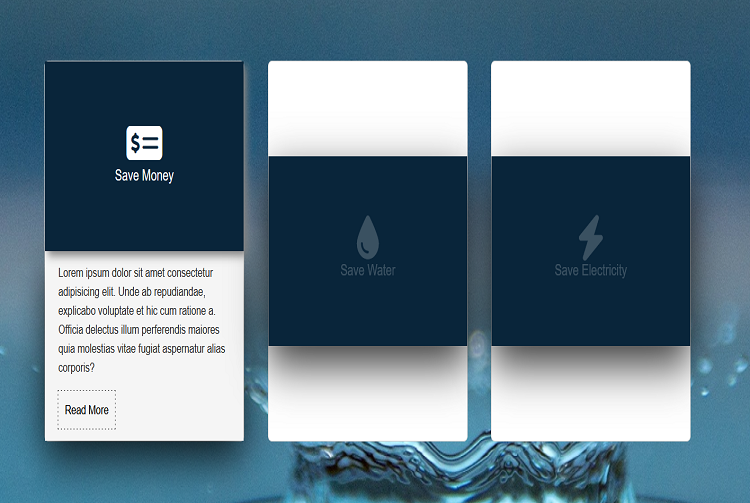 Save Money
Lorem ipsum dolor sit amet consectetur
adipisicing elit. Unde ab repudiandae,
explicabo voluptate et hic cum ratione a.
Officia delectus illum perferendis maiores
quia molestias vitae fugiat aspernatur alias
corporis?
Read More
Save Water
Save Electricity